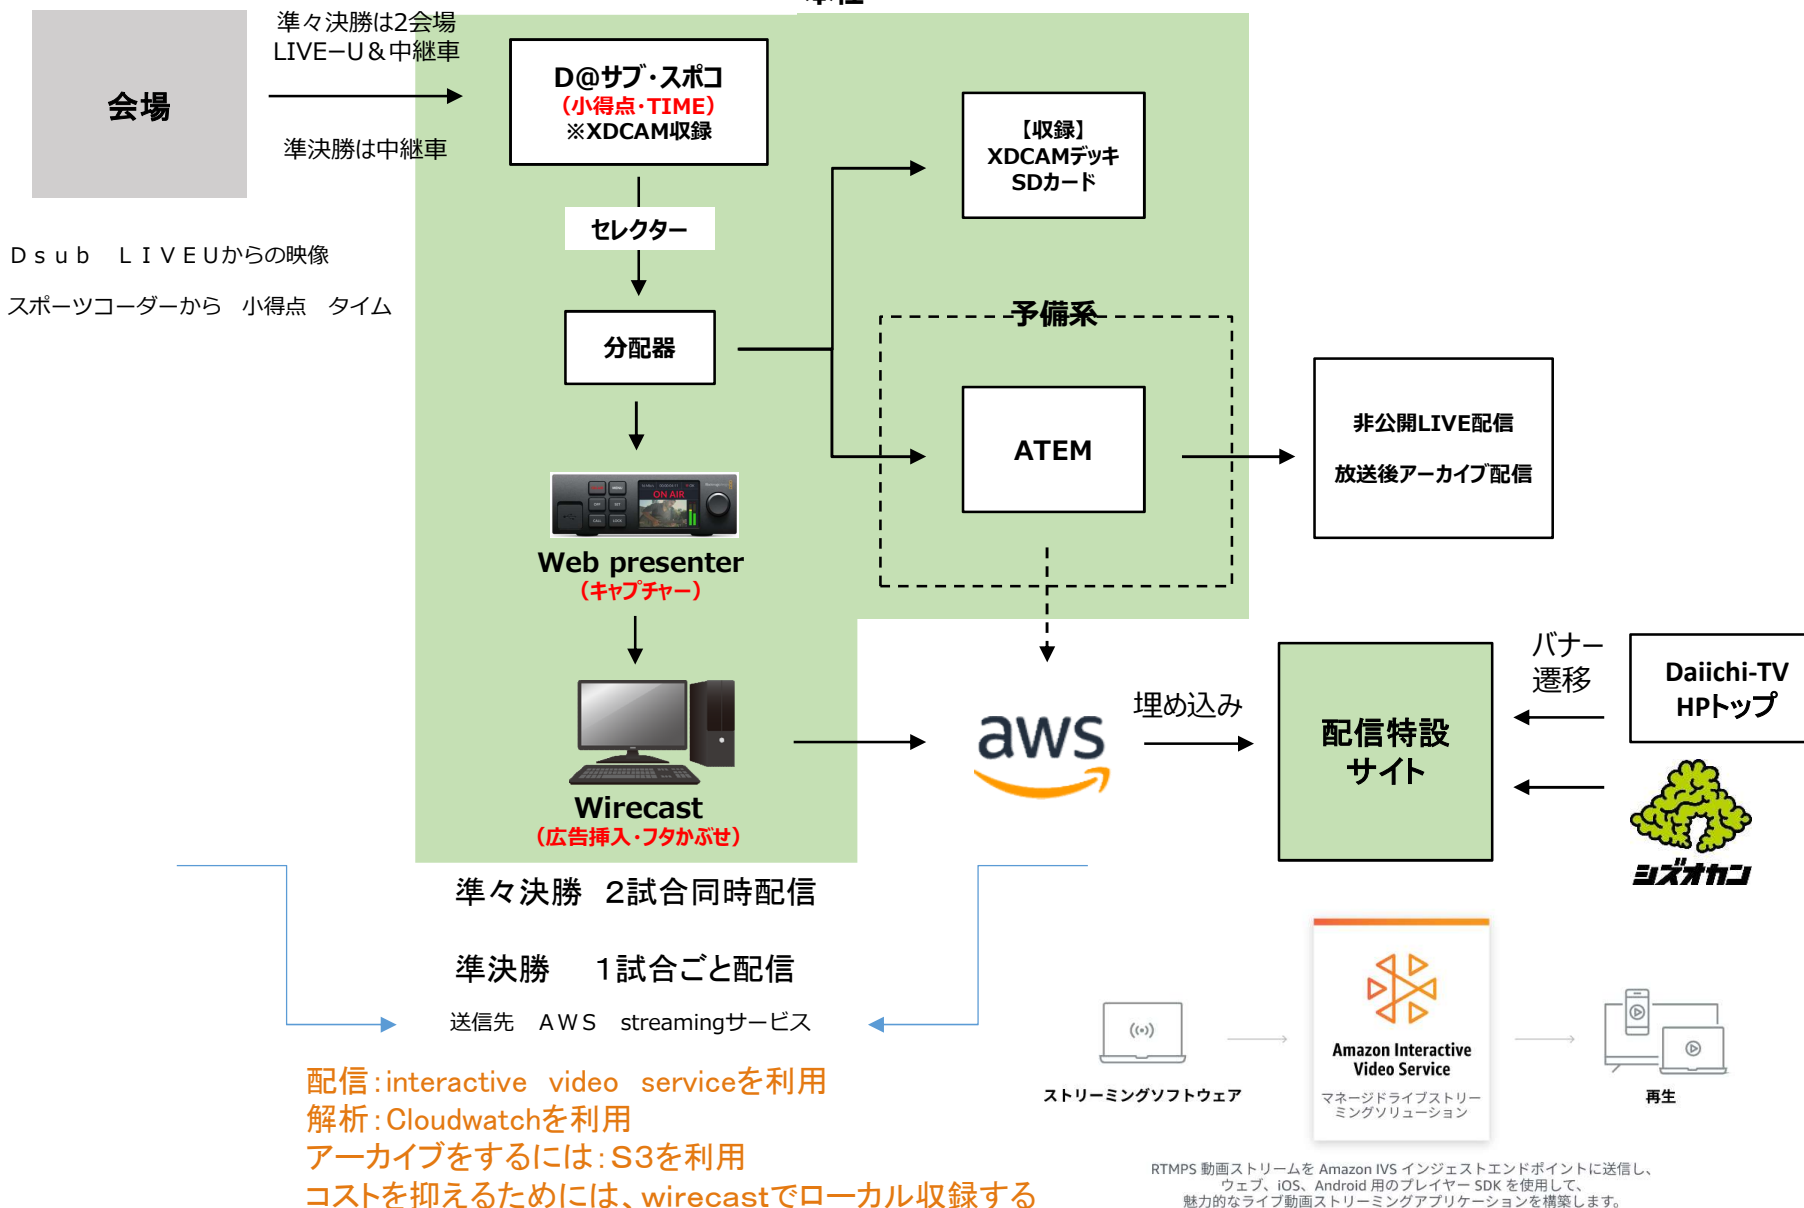 本社
準々決勝は2会場
LIVE－U＆中継車
会場
準決勝は中継車
D@サブ・スポコ
（小得点・TIME）
※XDCAM収録
【収録】
XDCAMデッキ
SDカード
セレクター
Ｄｓｕｂ　ＬＩＶＥＵからの映像
スポーツコーダーから　小得点　タイム
分配器
予備系
ATEM
非公開LIVE配信
放送後アーカイブ配信
ON AIR
Web presenter
（キャプチャー）
Wirecast
（広告挿入・フタかぶせ）
aws
埋め込み
配信特設
サイト
バナー
遷移
Daiichi-TV
HPトップ
シズオカン
準々決勝　2試合同時配信
準決勝　1試合ごと配信
送信先　ＡＷＳ　streamingサービス
配信：interactive　video　serviceを利用
解析：Cloudwatchを利用
アーカイブをするには：S3を利用
コストを抑えるためには、wirecastでローカル収録する
ストリーミングソフトウェア
Amazon Interactive
Video Service
マネージドライブストリー
ミングソリューション
再生
RTMPS 動画ストリームを Amazon IVS インジェストエンドポイントに送信し、
ウェブ、iOS、Android 用のプレイヤー SDK を使用して、
魅力的なライブ動画ストリーミングアプリケーションを構築します。